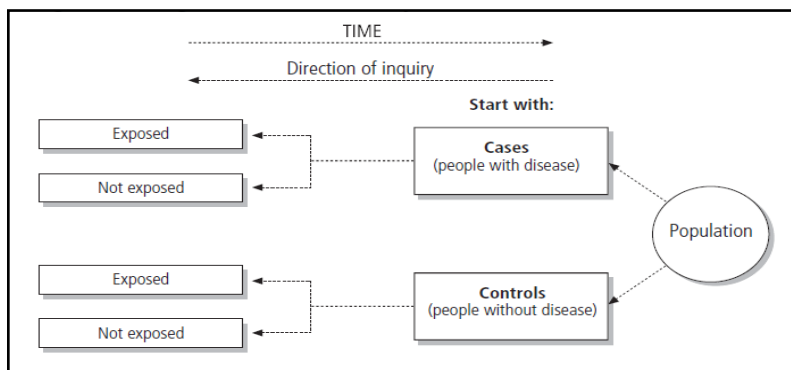 TIME
Direction of inquiry
Start with:
Exposed
Cases
(people with disease)
Not exposed
Population
Exposed
Controls
(people without disease)
Not exposed